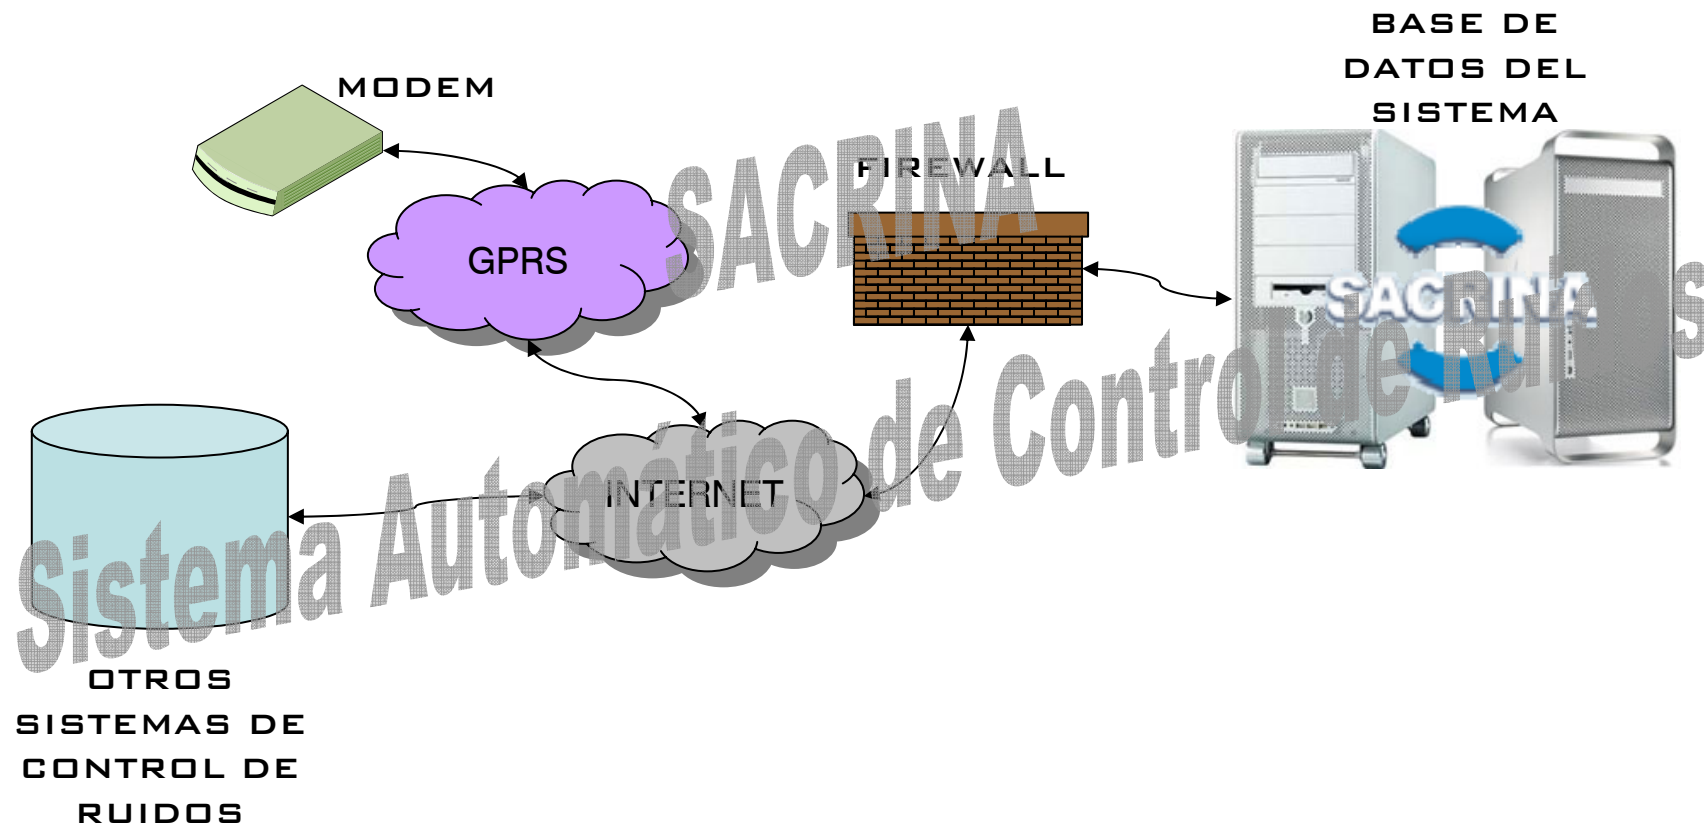 BASE DE
DATOS DEL
SISTEMA
MODEM
FIREWALL
SACRINA
GPRS
SACRINA
INTERNET
Sistema Automático de Control de Ruidos
OTROS
SISTEMAS DE
CONTROL DE
RUIDOS